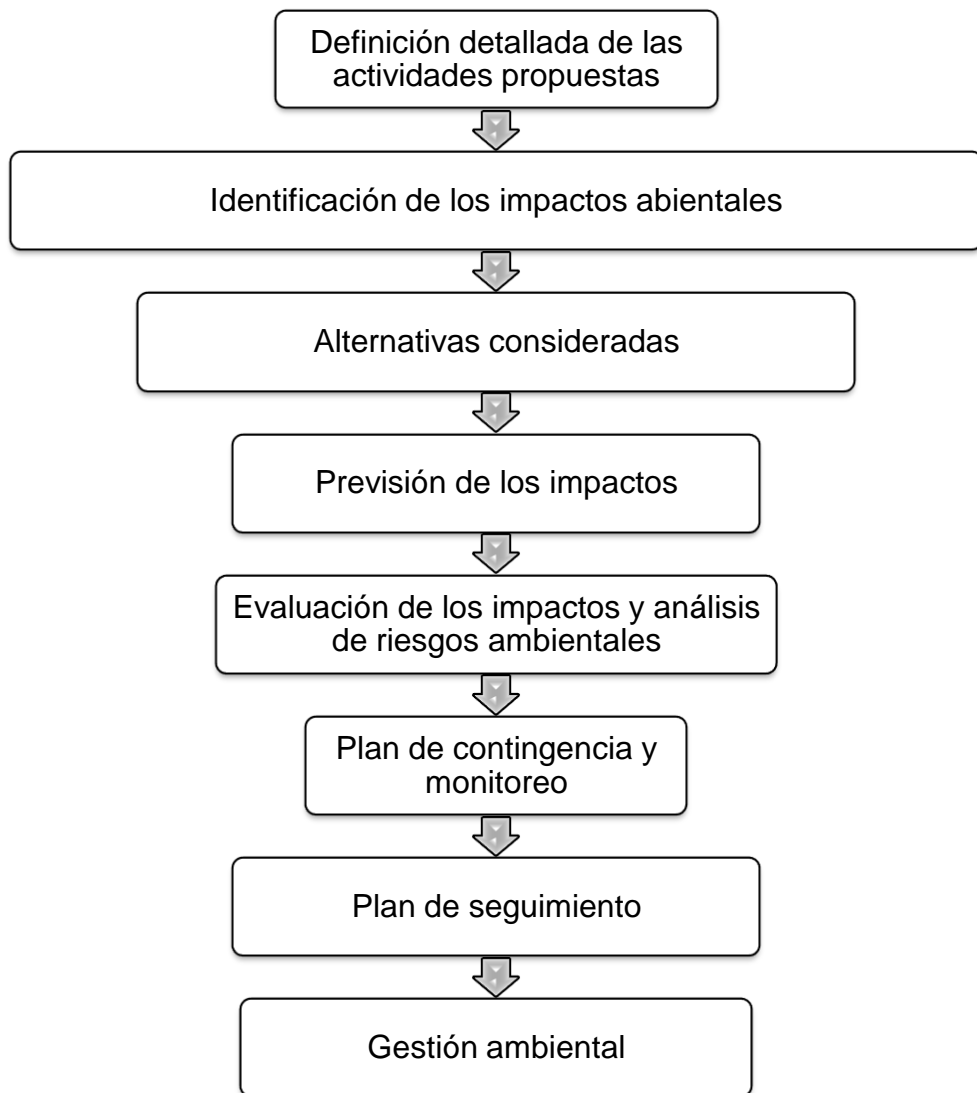 Definición detallada de las
actividades propuestas
Identificación de los impactos abientales
Alternativas consideradas
Previsión de los impactos
Evaluación de los impactos y análisis
de riesgos ambientales
Plan de contingencia y
monitoreo
Plan de seguimiento
Gestión ambiental